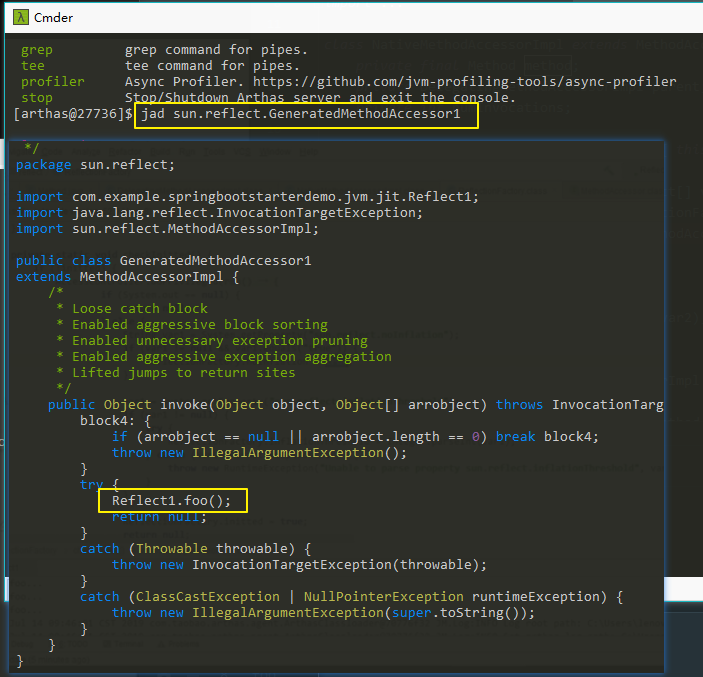 Cmder
grep          grep command for pipes.
tee           tee command for pipes.
profiler      Async Profiler. https://github.com/jvm-profiling-tools/async-profiler
stop          Stop/Shutdown Arthas server and exit the console.
[arthas@27736]$ jad sun.reflect.GeneratedMethodAccessor1
 */
package sun.reflect;
import com.example.springbootstarterdemo.jvm.jit.Reflect1;
import java.lang.reflect.InvocationTargetException;
import sun.reflect.MethodAccessorImpl;
public class GeneratedMethodAccessor1
extends MethodAccessorImpl {
    /*
     * Loose catch block
     * Enabled aggressive block sorting
     * Enabled unnecessary exception pruning
     * Enabled aggressive exception aggregation
     * Lifted jumps to return sites
     */
    public Object invoke(Object object, Object[] arrobject) throws InvocationTarg
        block4: {
            if (arrobject == null || arrobject.length == 0) break block4;
            throw new IllegalArgumentException();
        }
        try {
            Reflect1.foo();
            return null;
        }
        catch (Throwable throwable) {
            throw new InvocationTargetException(throwable);
        }
        catch (ClassCastException | NullPointerException runtimeException) {
            throw new IllegalArgumentException(super.toString());
        }
    }
}